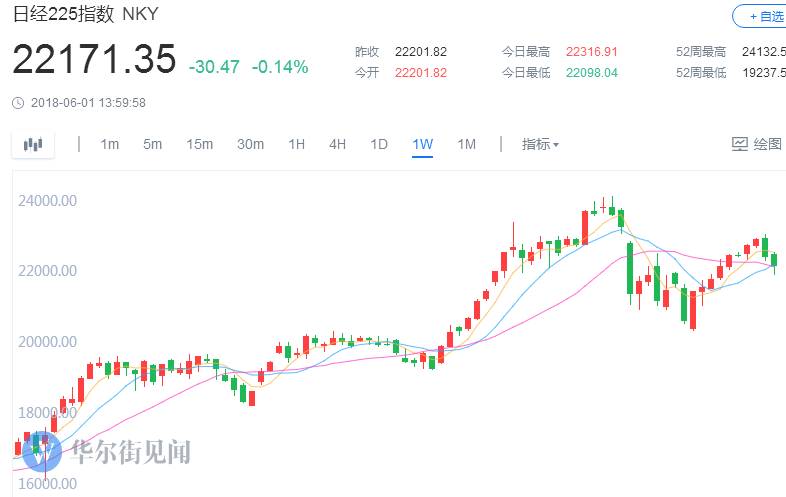 日经225指数 NKY
+ 自选
22171.35 -30.47 -0.14%
昨收 22201.82 今日最高 22316.91 52周最高 24132.5
今开 22201.82 今日最低 22098.04 52周最低 19237.5
2018-06-01 13:59:58
1m 5m 15m 30m 1H 4H 1D 1W 1M 指标 绘图
24000.00
22000.00
20000.00
18000.00
华尔街见闻
16000.00